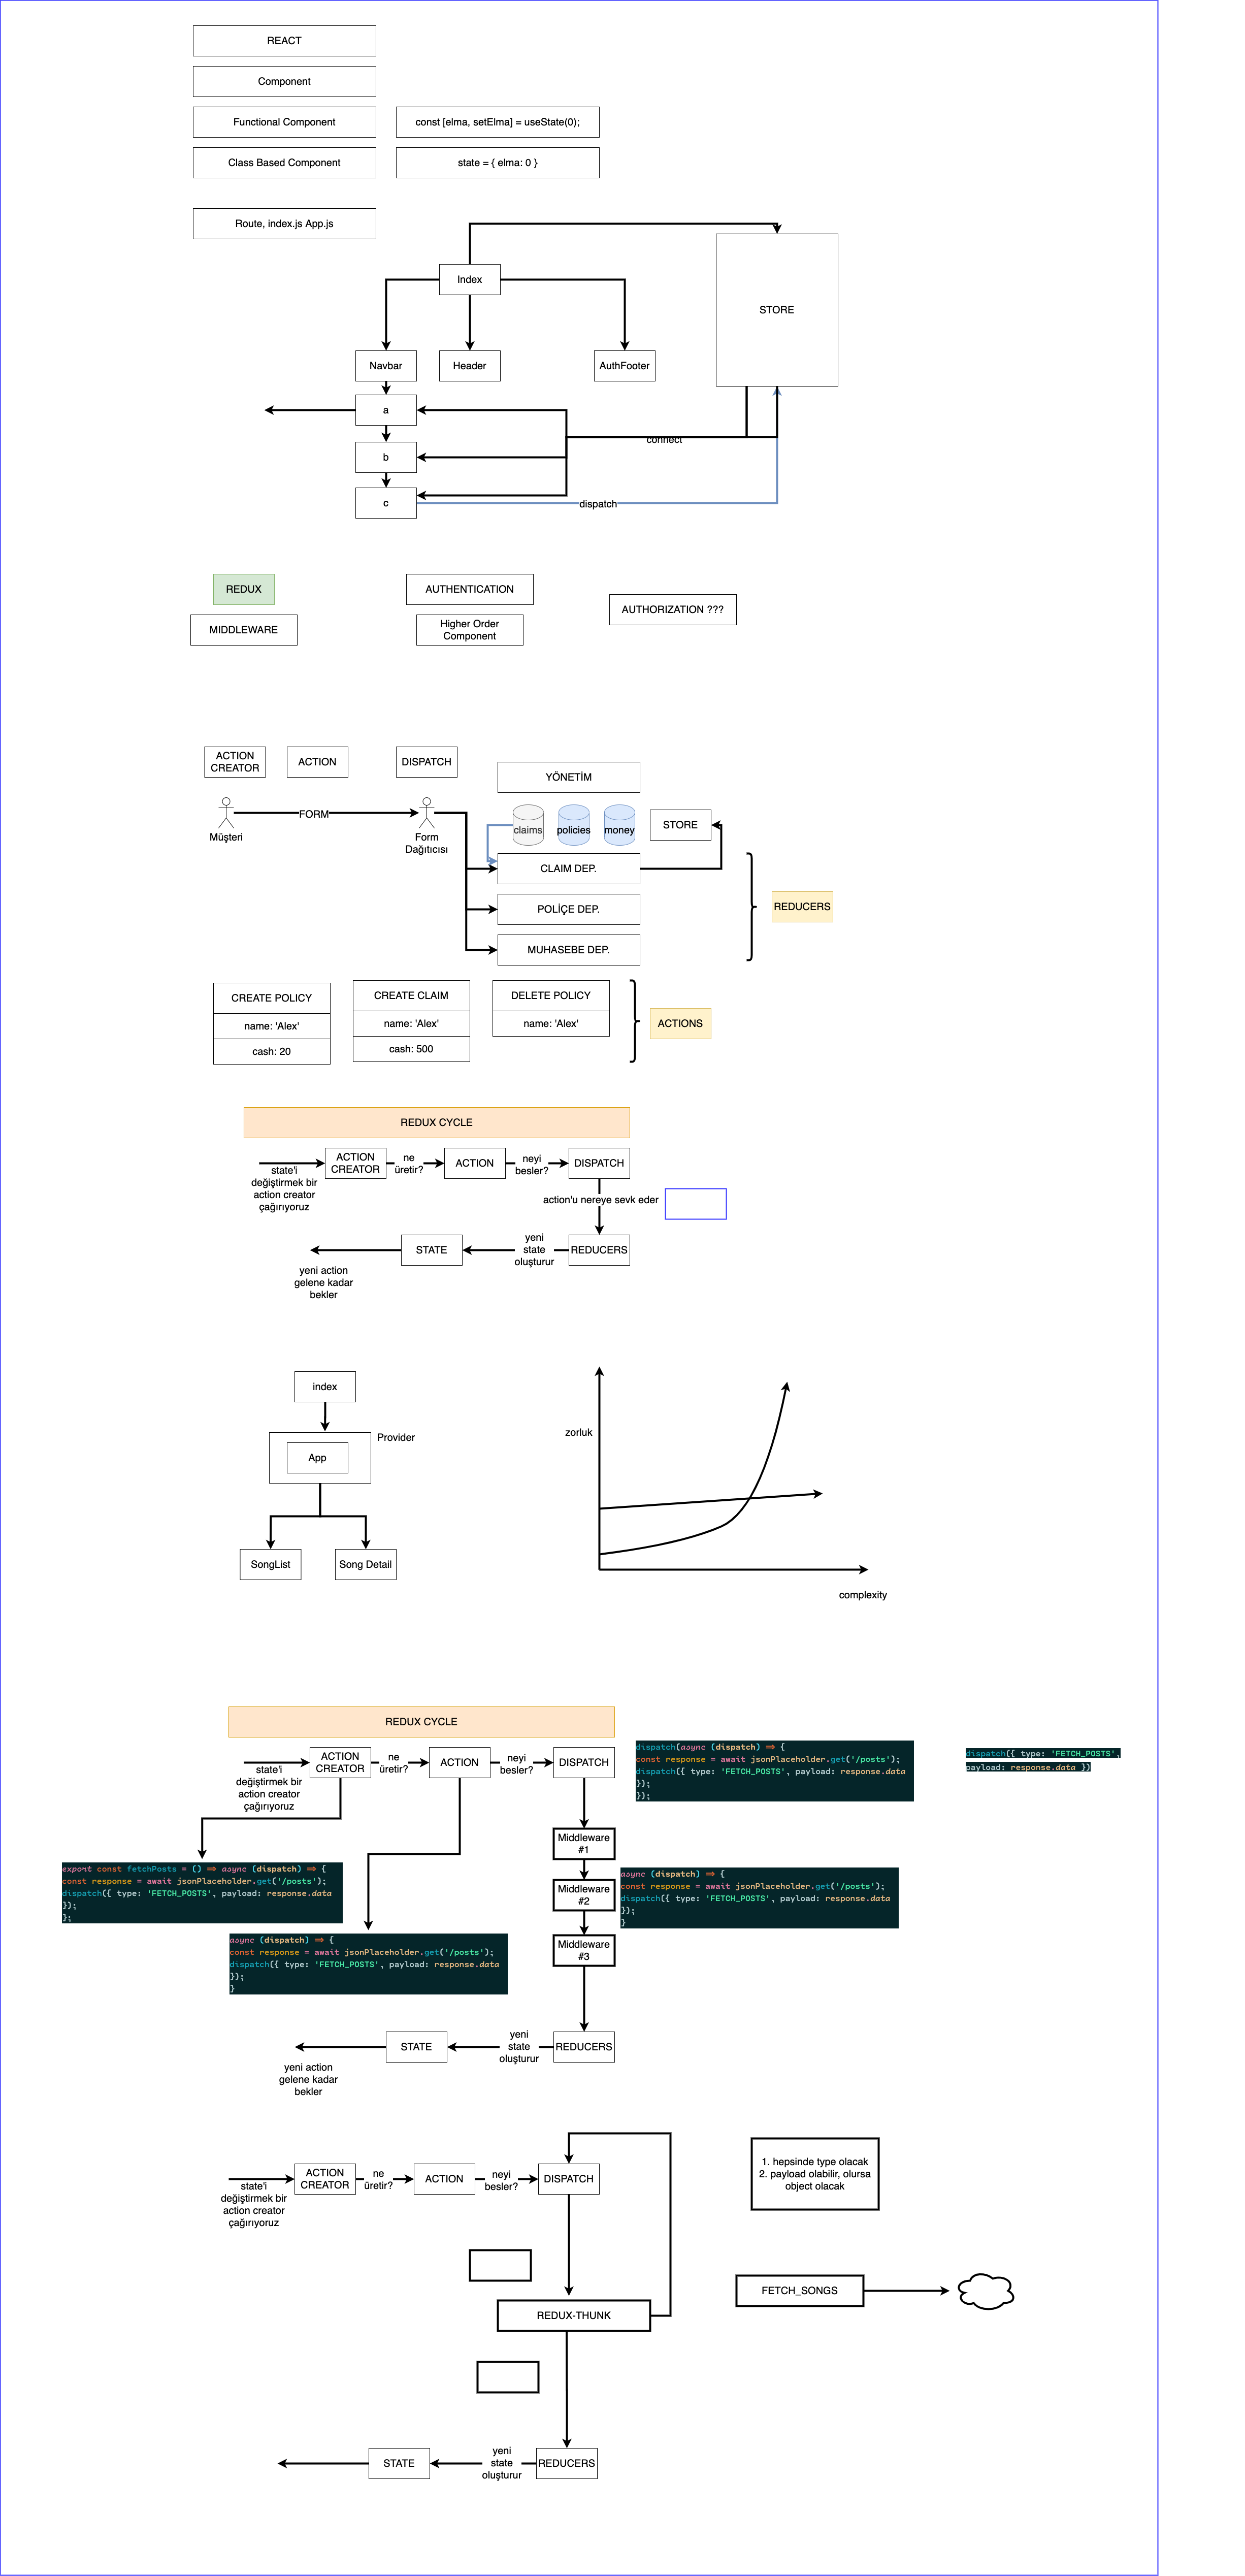 REACT
Component
Functional Component
const [elma, setElma] = useState(0);
Class Based Component
state = { elma: 0 }
Route, index.js App.js
Index
STORE
Navbar
Header
AuthFooter
a
connect
b
c
dispatch
REDUX
AUTHENTICATION
AUTHORIZATION ???
MIDDLEWARE
Higher Order
Component
ACTION
CREATOR
ACTION
DISPATCH
YÖNETİM
FORM
Müşteri
Form
Dağıtıcısı
claims
policies
money
STORE
CLAIM DEP.
POLİÇE DEP.
MUHASEBE DEP.
REDUCERS
CREATE POLICY
name: 'Alex'
cash: 20
CREATE CLAIM
name: 'Alex'
cash: 500
DELETE POLICY
name: 'Alex'
ACTIONS
REDUX CYCLE
state'i
değiştirmek bir
action creator
çağırıyoruz
ACTION
CREATOR
ne
üretir?
ACTION
neyi
besler?
DISPATCH
action'u nereye sevk eder
REDUCERS
yeni
state
oluşturur
STATE
yeni action
gelene kadar
bekler
index
Provider
App
SongList
Song Detail
zorluk
complexity
REDUX CYCLE
state'i
değiştirmek bir
action creator
çağırıyoruz
ACTION
CREATOR
ne
üretir?
ACTION
neyi
besler?
DISPATCH
dispatch(async (dispatch) => {
const response = await jsonPlaceholder.get('/posts');
dispatch({ type: 'FETCH_POSTS', payload: response.data
});
});
dispatch({ type: 'FETCH_POSTS',
payload: response.data })
Middleware
#1
Middleware
#2
Middleware
#3
export const fetchPosts = () => async (dispatch) => {
const response = await jsonPlaceholder.get('/posts');
dispatch({ type: 'FETCH_POSTS', payload: response.data
});
};
async (dispatch) => {
const response = await jsonPlaceholder.get('/posts');
dispatch({ type: 'FETCH_POSTS', payload: response.data
});
}
async (dispatch) => {
const response = await jsonPlaceholder.get('/posts');
dispatch({ type: 'FETCH_POSTS', payload: response.data
});
}
REDUCERS
yeni
state
oluşturur
STATE
yeni action
gelene kadar
bekler
state'i
değiştirmek bir
action creator
çağırıyoruz
ACTION
CREATOR
ne
üretir?
ACTION
neyi
besler?
DISPATCH
1. hepsinde type olacak
2. payload olabilir, olursa
object olacak
FETCH_SONGS
REDUX-THUNK
REDUCERS
yeni
state
oluşturur
STATE